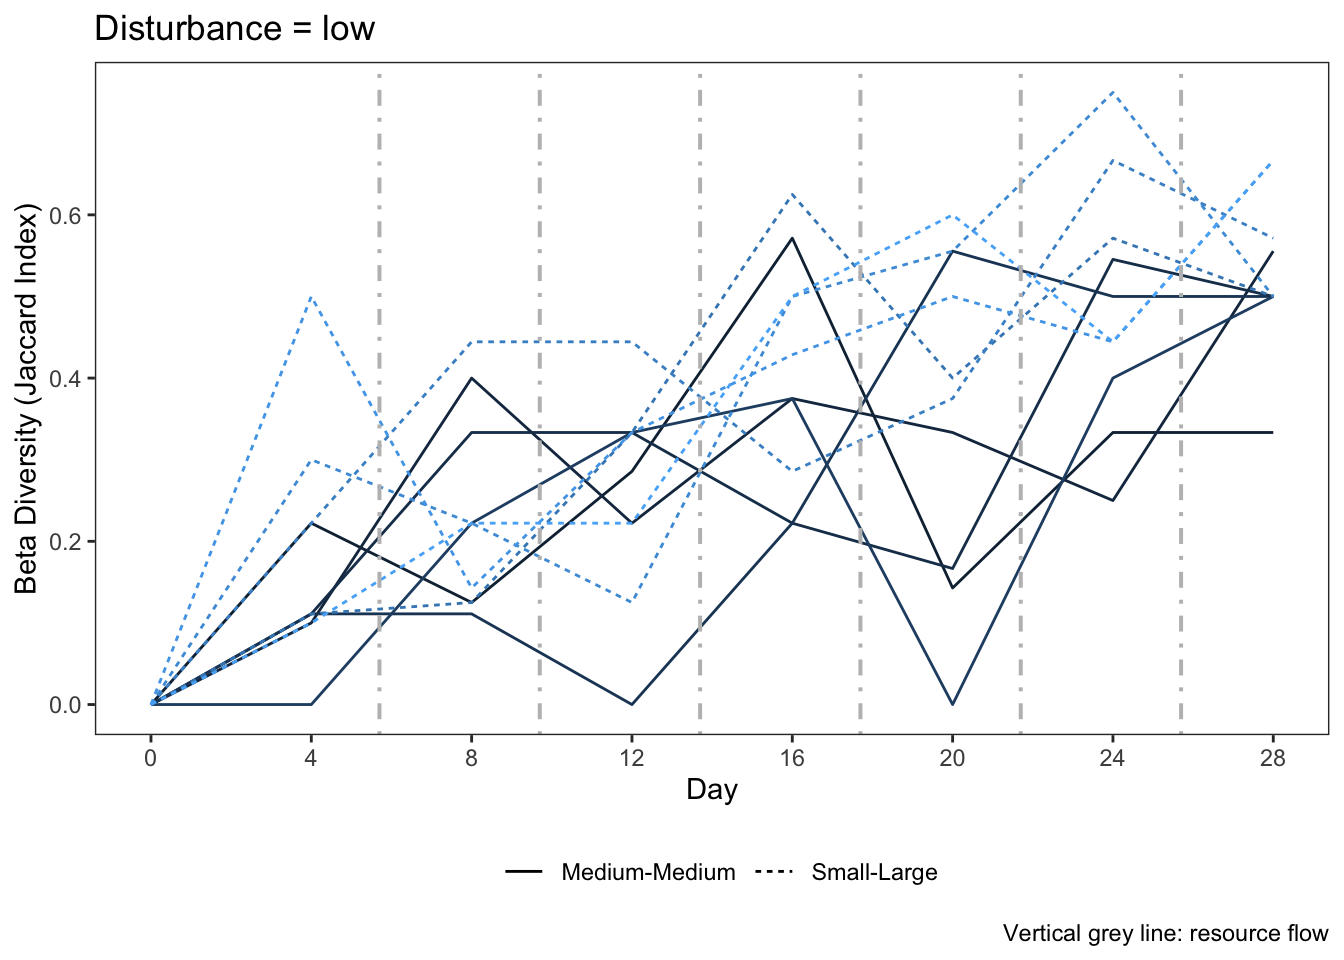 Disturbance = low
Beta Diversity (Jaccard Index)
0.6
0.4
0.2
0.0
0 4 8 12 16 20 24 28
Day
Medium-Medium Small-Large
Vertical grey line: resource flow